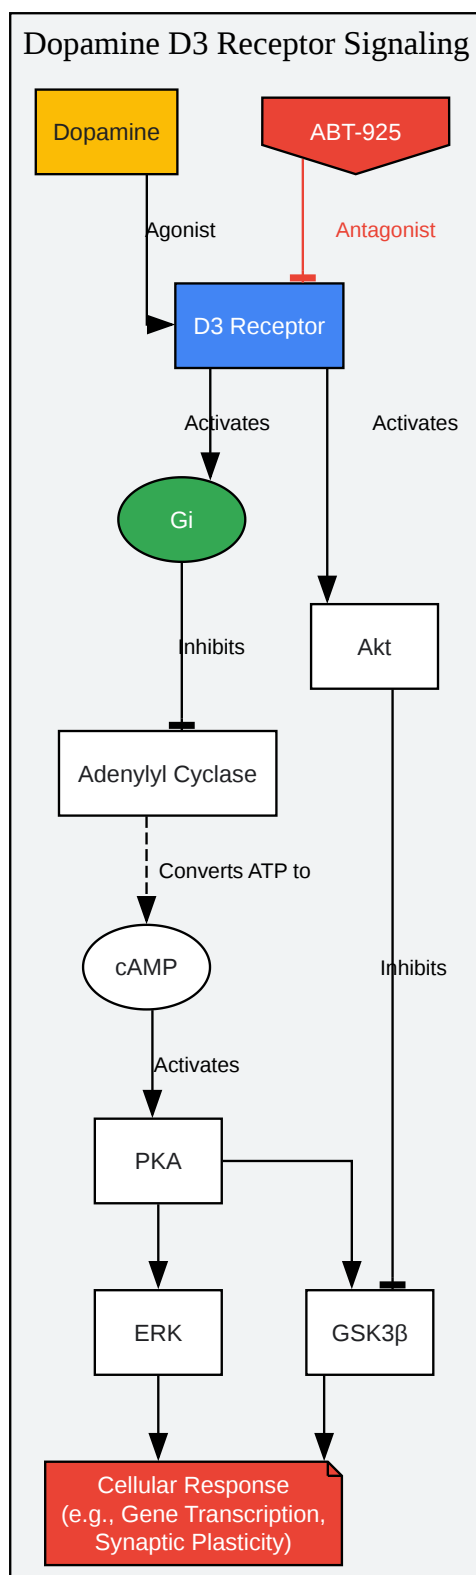 Dopamine D3 Receptor Signaling
Dopamine
ABT-925
Agonist
Antagonist
D3 Receptor
Activates
Activates
Gi
Inhibits
Akt
Adenylyl Cyclase
Converts ATP to
cAMP
Inhibits
Activates
PKA
ERK
GSK3β
Cellular Response
(e.g., Gene Transcription,
Synaptic Plasticity)